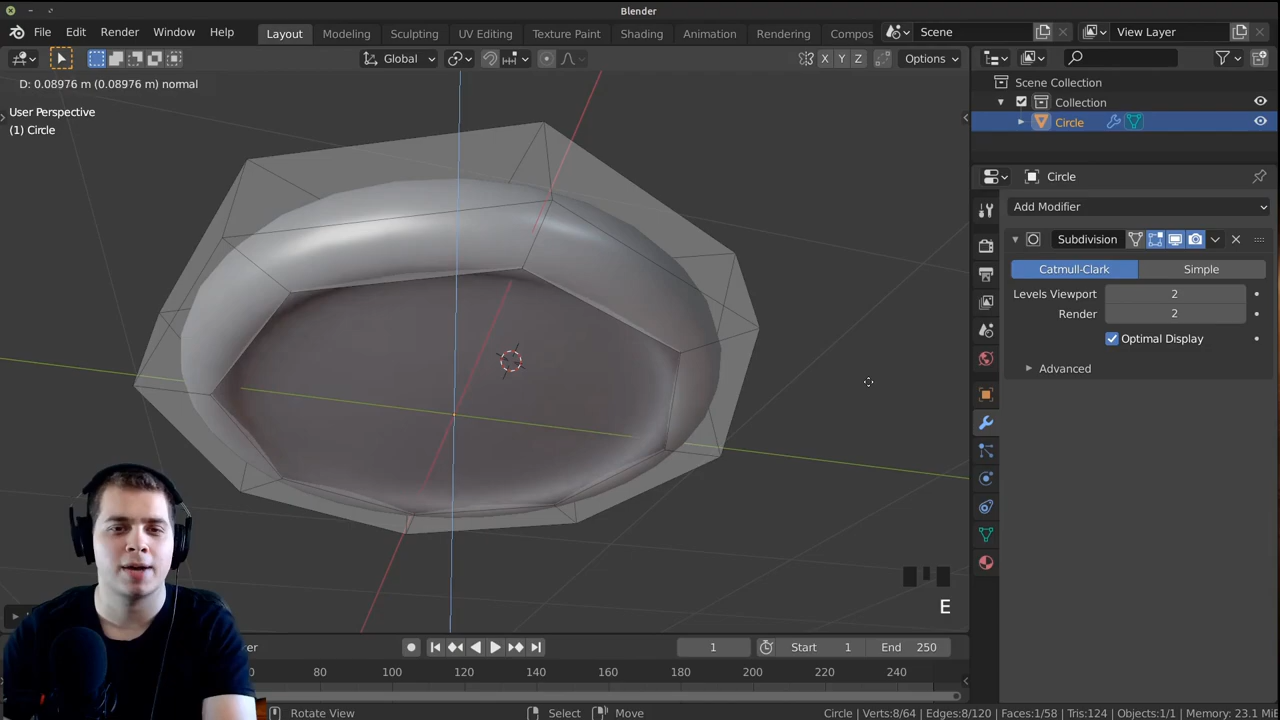 Blender
File Edit Render Window Help
Layout Modeling Sculpting UV Editing Texture Paint Shading Animation Rendering Compos
Scene
View Layer
Global
X Y Z
Options
D: 0.08976 m (0.08976 m) normal
User Perspective
(1) Circle
Scene Collection
Collection
Circle
Circle
Add Modifier
Subdivision
Catmull-Clark Simple
Levels Viewport 2
Render 2
Optimal Display
Advanced
E
1
Start 1
End 250
80 100 120 140 160 180 200 220 240
Rotate View
Select
Move
Circle | Verts:8/64 | Edges:8/120 | Faces:1/58 | Tris:124 | Objects:1/1 | Memory: 23.1 Mi